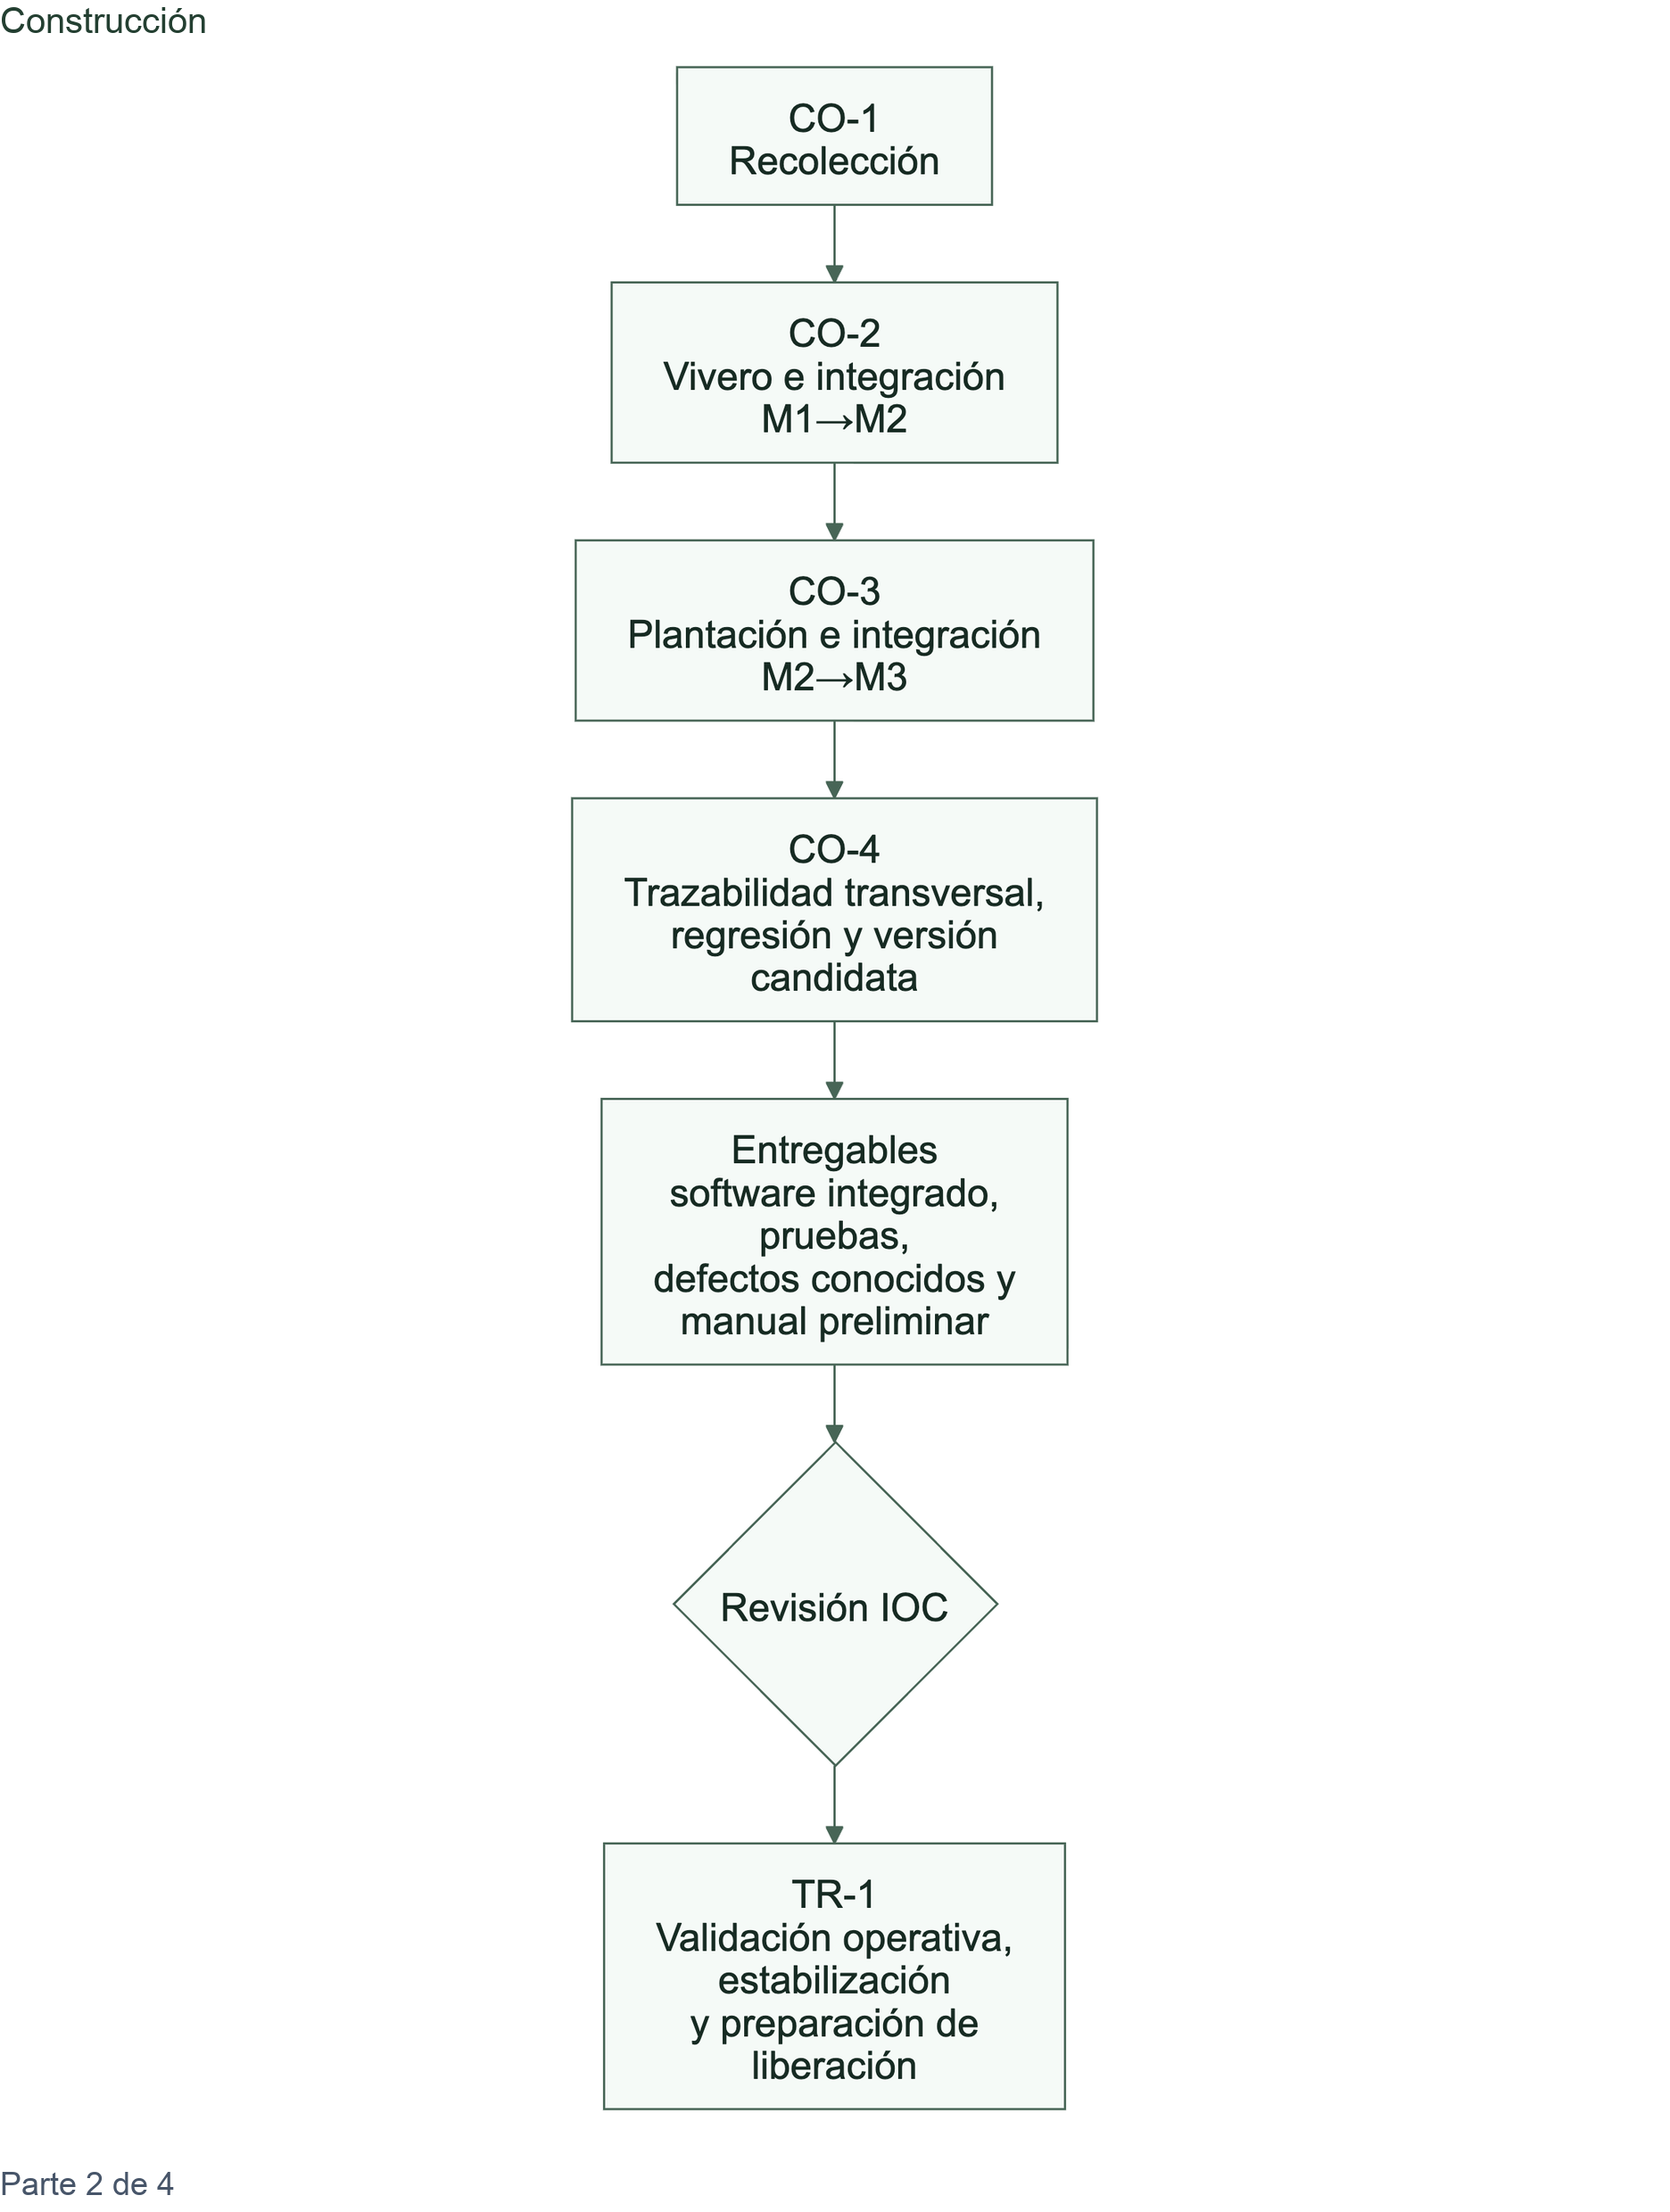 Construcción
CO-1
Recolección
CO-2
Vivero e integración
M1→M2
CO-3
Plantación e integración
M2→M3
CO-4
Trazabilidad transversal,
regresión y versión
candidata
Entregables
software integrado,
pruebas,
defectos conocidos y
manual preliminar
Revisión IOC
TR-1
Validación operativa,
estabilización
y preparación de
liberación
Parte 2 de 4